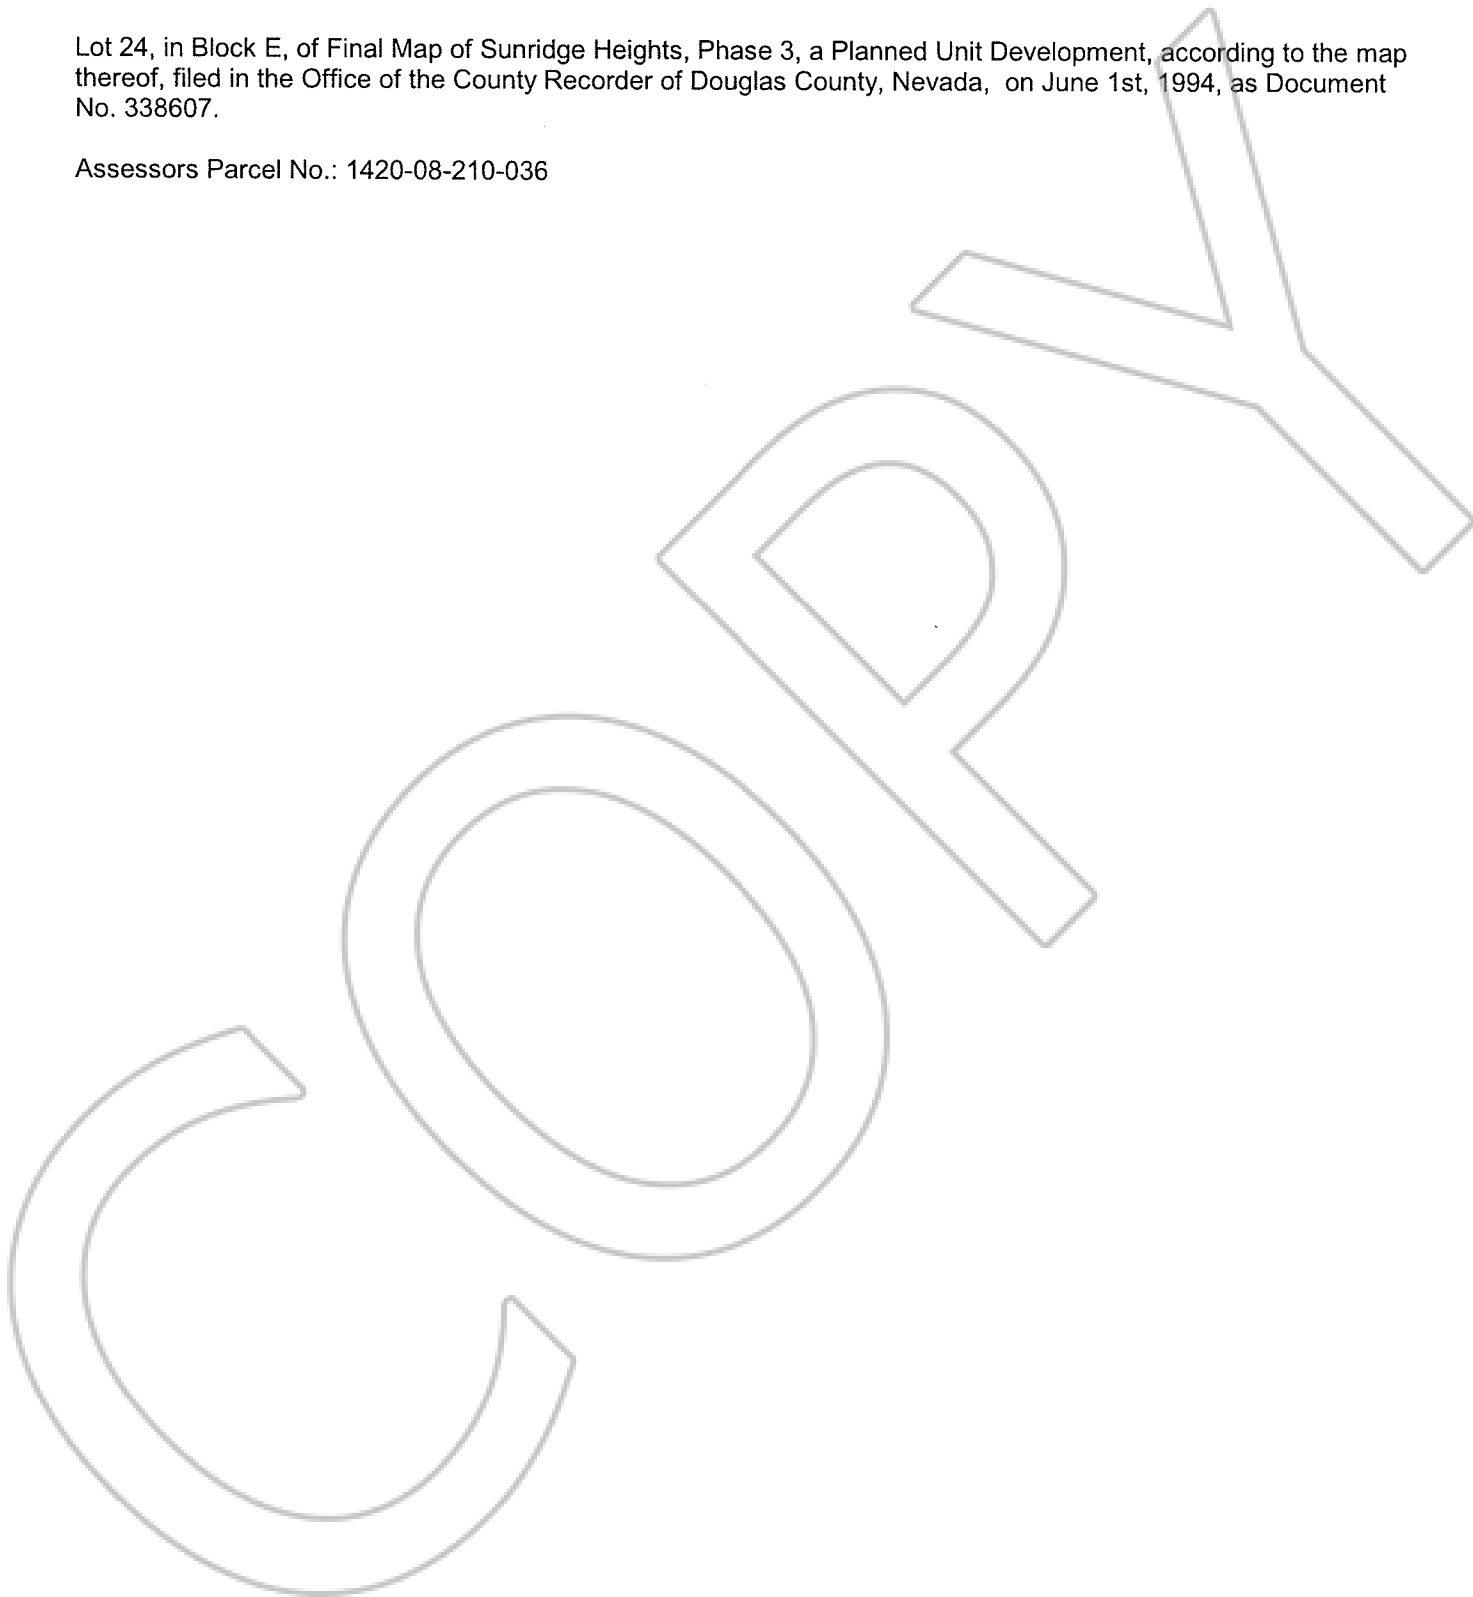 Lot 24, in Block E, of Final Map of Sunridge Heights, Phase 3, a Planned Unit Development, according to the map
thereof, filed in the Office of the County Recorder of Douglas County, Nevada,  on June 1st, 1994, as Document
No. 338607.
Assessors Parcel No.: 1420-08-210-036
COPY